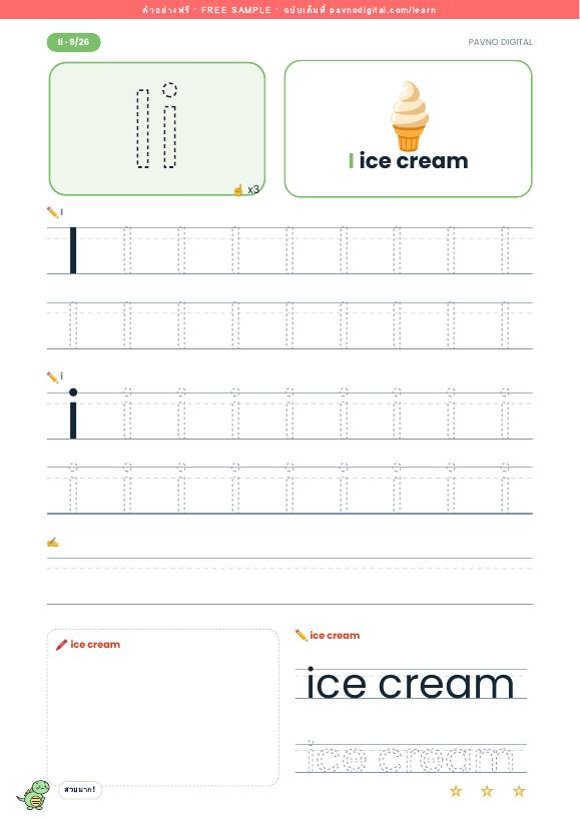 ตัวอย่างฟรี · FREE SAMPLE · ฉบับเต็มที่ pavnodigital.com/learn
Ii · 9/26
PAVNO DIGITAL
Ii
x3
I ice cream
I
I I I I I I I I I
I I I I I I I I I
i
i i i i i i i i i
i i i i i i i i i
ice cream
ice cream
ice cream
ice cream
สวยมาก!